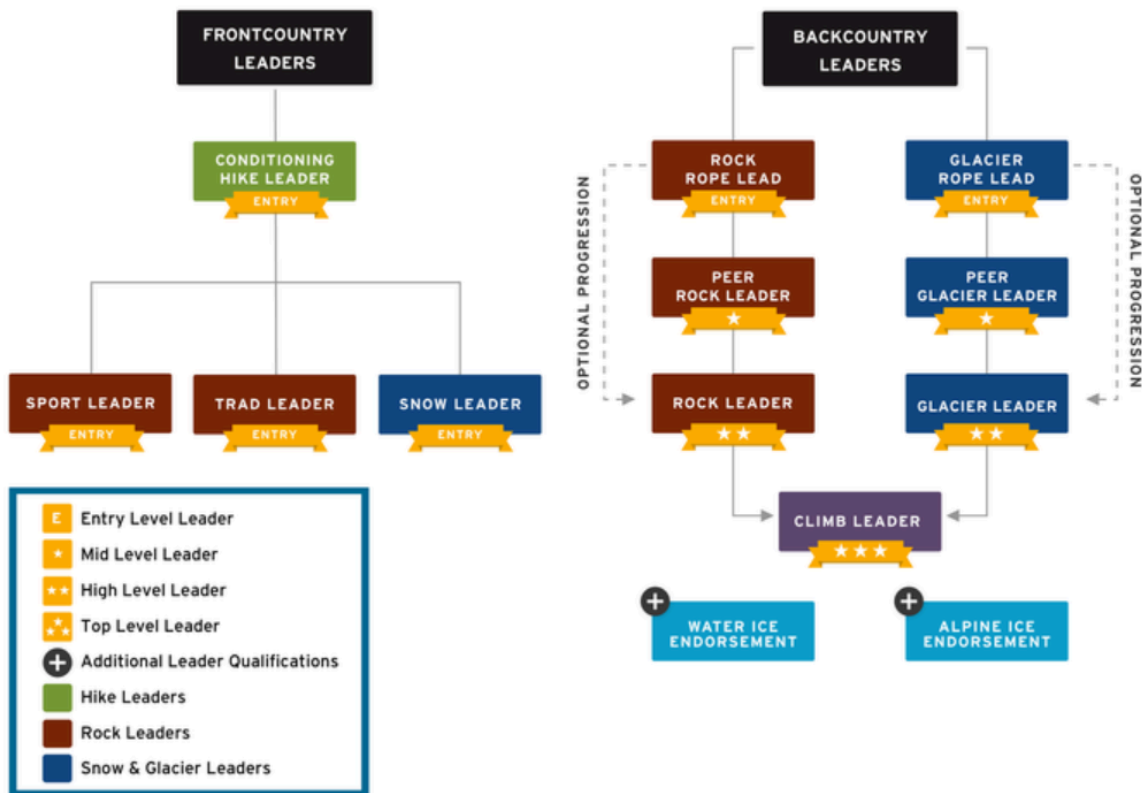 FRONTCOUNTRY
LEADERS
CONDITIONING
HIKE LEADER
ENTRY
SPORT LEADER
ENTRY
TRAD LEADER
ENTRY
SNOW LEADER
ENTRY
BACKCOUNTRY
LEADERS
OPTIONAL PROGRESSION
ROCK
ROPE LEAD
ENTRY
PEER
ROCK LEADER
ROCK LEADER
GLACIER
ROPE LEAD
ENTRY
PEER
GLACIER LEADER
GLACIER LEADER
OPTIONAL PROGRESSION
CLIMB LEADER
WATER ICE
ENDORSEMENT
ALPINE ICE
ENDORSEMENT
E Entry Level Leader
Mid Level Leader
High Level Leader
Top Level Leader
Additional Leader Qualifications
Hike Leaders
Rock Leaders
Snow & Glacier Leaders